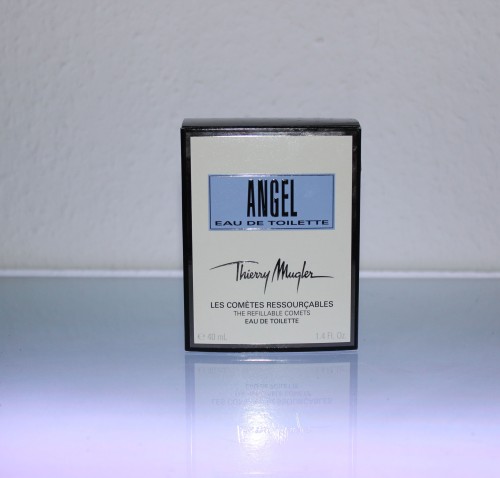 ANGEL
EAU DE TOILETTE
Thierry Mugler
LES COMÈTES RESSOURÇABLES
THE REFILLABLE COMETS
EAU DE TOILETTE
℮ 40 mL 1.4 FL. Oz